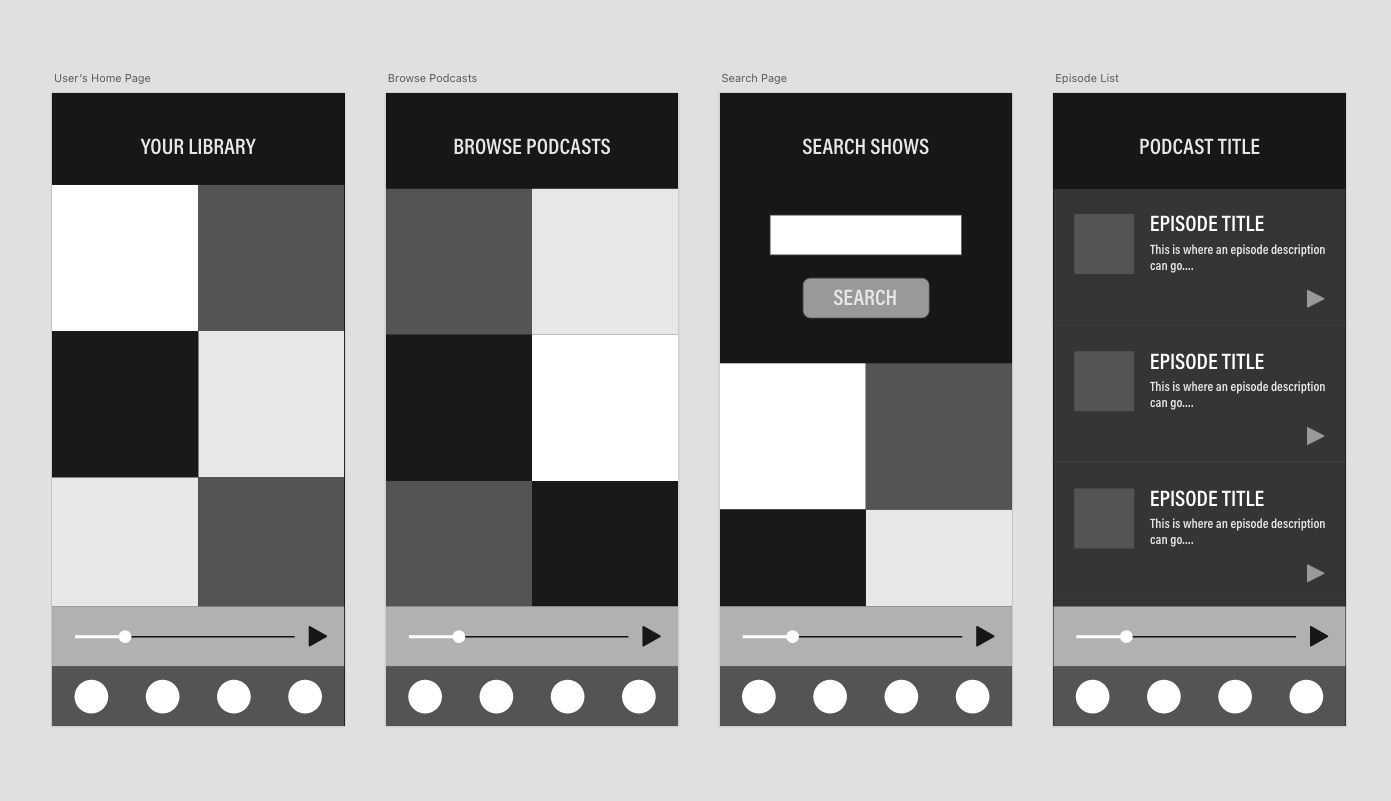 User's Home Page
YOUR LIBRARY
Browse Podcasts
BROWSE PODCASTS
Search Page
SEARCH SHOWS
SEARCH
Episode List
PODCAST TITLE
EPISODE TITLE
This is where an episode description
can go....
EPISODE TITLE
This is where an episode description
can go....
EPISODE TITLE
This is where an episode description
can go....